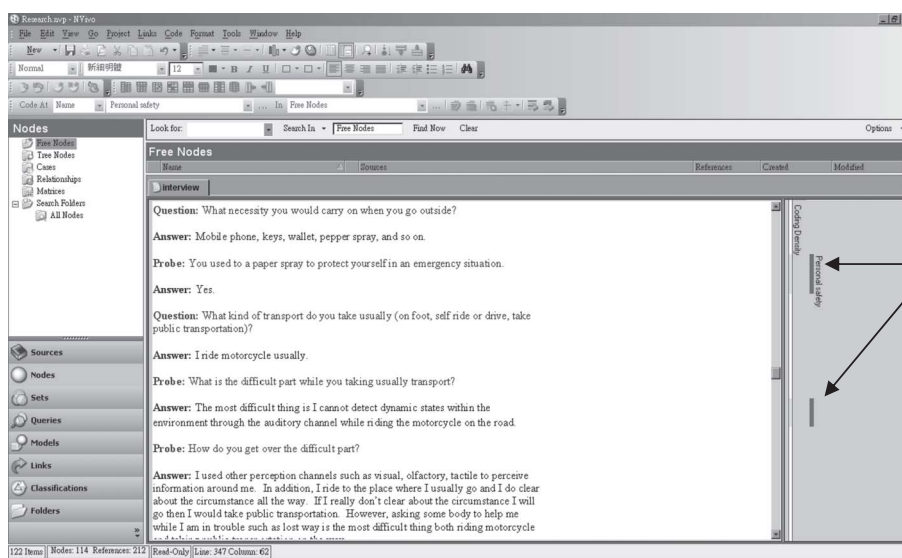 Research.nvp - NVivo
File Edit View Go Project Links Code Format Tools Window Help
New
Normal 新細明體 12 B I U
Code At Name Personal safety ... In Free Nodes ...
Nodes
Free Nodes
Tree Nodes
Cases
Relationships
Matrices
Search Folders
All Nodes
Sources
Nodes
Sets
Queries
Models
Links
Classifications
Folders
Look for: Search In Free Nodes Find Now Clear Options
Free Nodes
Name Sources References Created Modified
interview
Question: What necessity you would carry on when you go outside?
Answer: Mobile phone, keys, wallet, pepper spray, and so on.
Probe: You used to a paper spray to protect yourself in an emergency situation.
Answer: Yes.
Question: What kind of transport do you take usually (on foot, self ride or drive, take
public transportation)?
Answer: I ride motorcycle usually.
Probe: What is the difficult part while you taking usually transport?
Answer: The most difficult thing is I cannot detect dynamic states within the
environment through the auditory channel while riding the motorcycle on the road.
Probe: How do you get over the difficult part?
Answer: I used other perception channels such as visual, olfactory, tactile to perceive
information around me. In addition, I ride to the place where I usually go and I do clear
about the circumstance all the way. If I really don't clear about the circumstance I will
go then I would take public transportation. However, asking some body to help me
while I am in trouble such as lost way is the most difficult thing both riding motorcycle
Coding Density
Personal safety
122 Items Nodes: 114 References: 212 Read-Only Line: 347 Column: 62